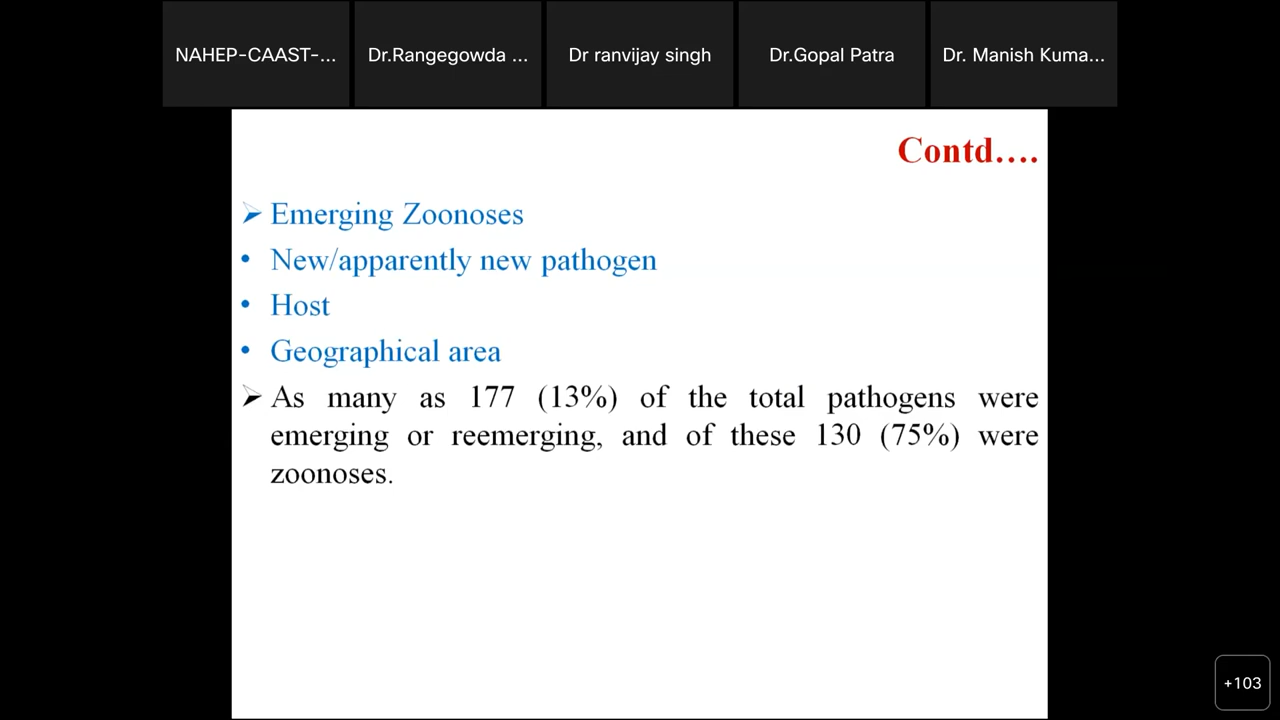 NAHEP-CAAST-...
Dr.Rangegowda ...
Dr ranvijay singh
Dr.Gopal Patra
Dr. Manish Kuma...
Contd....
➢ Emerging Zoonoses
• New/apparently new pathogen
• Host
• Geographical area
➢ As many as 177 (13%) of the total pathogens were
emerging or reemerging, and of these 130 (75%) were
zoonoses.
+103